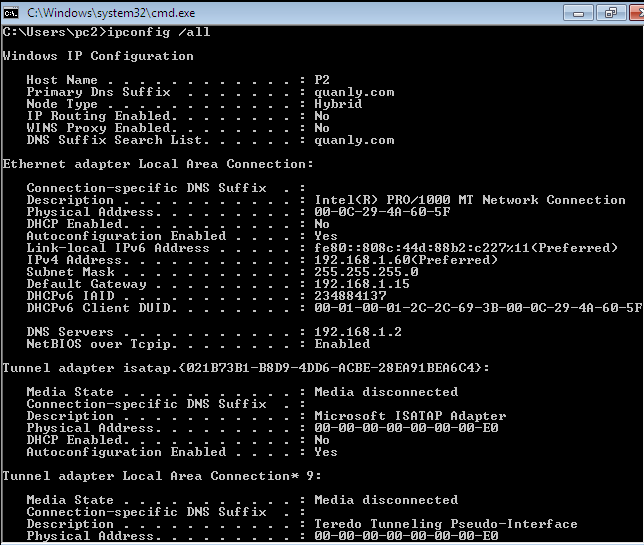 C:\Windows\system32\cmd.exe
C:\Users\pc2>ipconfig /all
Windows IP Configuration
Host Name . . . . . . . . . . . . : P2
Primary Dns Suffix . . . . . . . : quanly.com
Node Type . . . . . . . . . . . . : Hybrid
IP Routing Enabled. . . . . . . . : No
WINS Proxy Enabled. . . . . . . . : No
DNS Suffix Search List. . . . . . : quanly.com
Ethernet adapter Local Area Connection:
Connection-specific DNS Suffix . :
Description . . . . . . . . . . . : Intel(R) PRO/1000 MT Network Connection
Physical Address. . . . . . . . . : 00-0C-29-4A-60-5F
DHCP Enabled. . . . . . . . . . . : No
Autoconfiguration Enabled . . . . : Yes
Link-local IPv6 Address . . . . . : fe80::808c:44d:88b2:c227%11(Preferred)
IPv4 Address. . . . . . . . . . . : 192.168.1.60(Preferred)
Subnet Mask . . . . . . . . . . . : 255.255.255.0
Default Gateway . . . . . . . . . : 192.168.1.15
DHCPv6 IAID . . . . . . . . . . . : 234884137
DHCPv6 Client DUID. . . . . . . . : 00-01-00-01-2C-2C-69-3B-00-0C-29-4A-60-5F
DNS Servers . . . . . . . . . . . : 192.168.1.2
NetBIOS over Tcpip. . . . . . . . : Enabled
Tunnel adapter isatap.{021B73B1-B8D9-4DD6-ACBE-28EA91BEA6C4}:
Media State . . . . . . . . . . . : Media disconnected
Connection-specific DNS Suffix . :
Description . . . . . . . . . . . : Microsoft ISATAP Adapter
Physical Address. . . . . . . . . : 00-00-00-00-00-00-00-E0
DHCP Enabled. . . . . . . . . . . : No
Autoconfiguration Enabled . . . . : Yes
Tunnel adapter Local Area Connection* 9:
Media State . . . . . . . . . . . : Media disconnected
Connection-specific DNS Suffix . :
Description . . . . . . . . . . . : Teredo Tunneling Pseudo-Interface
Physical Address. . . . . . . . . : 00-00-00-00-00-00-00-E0